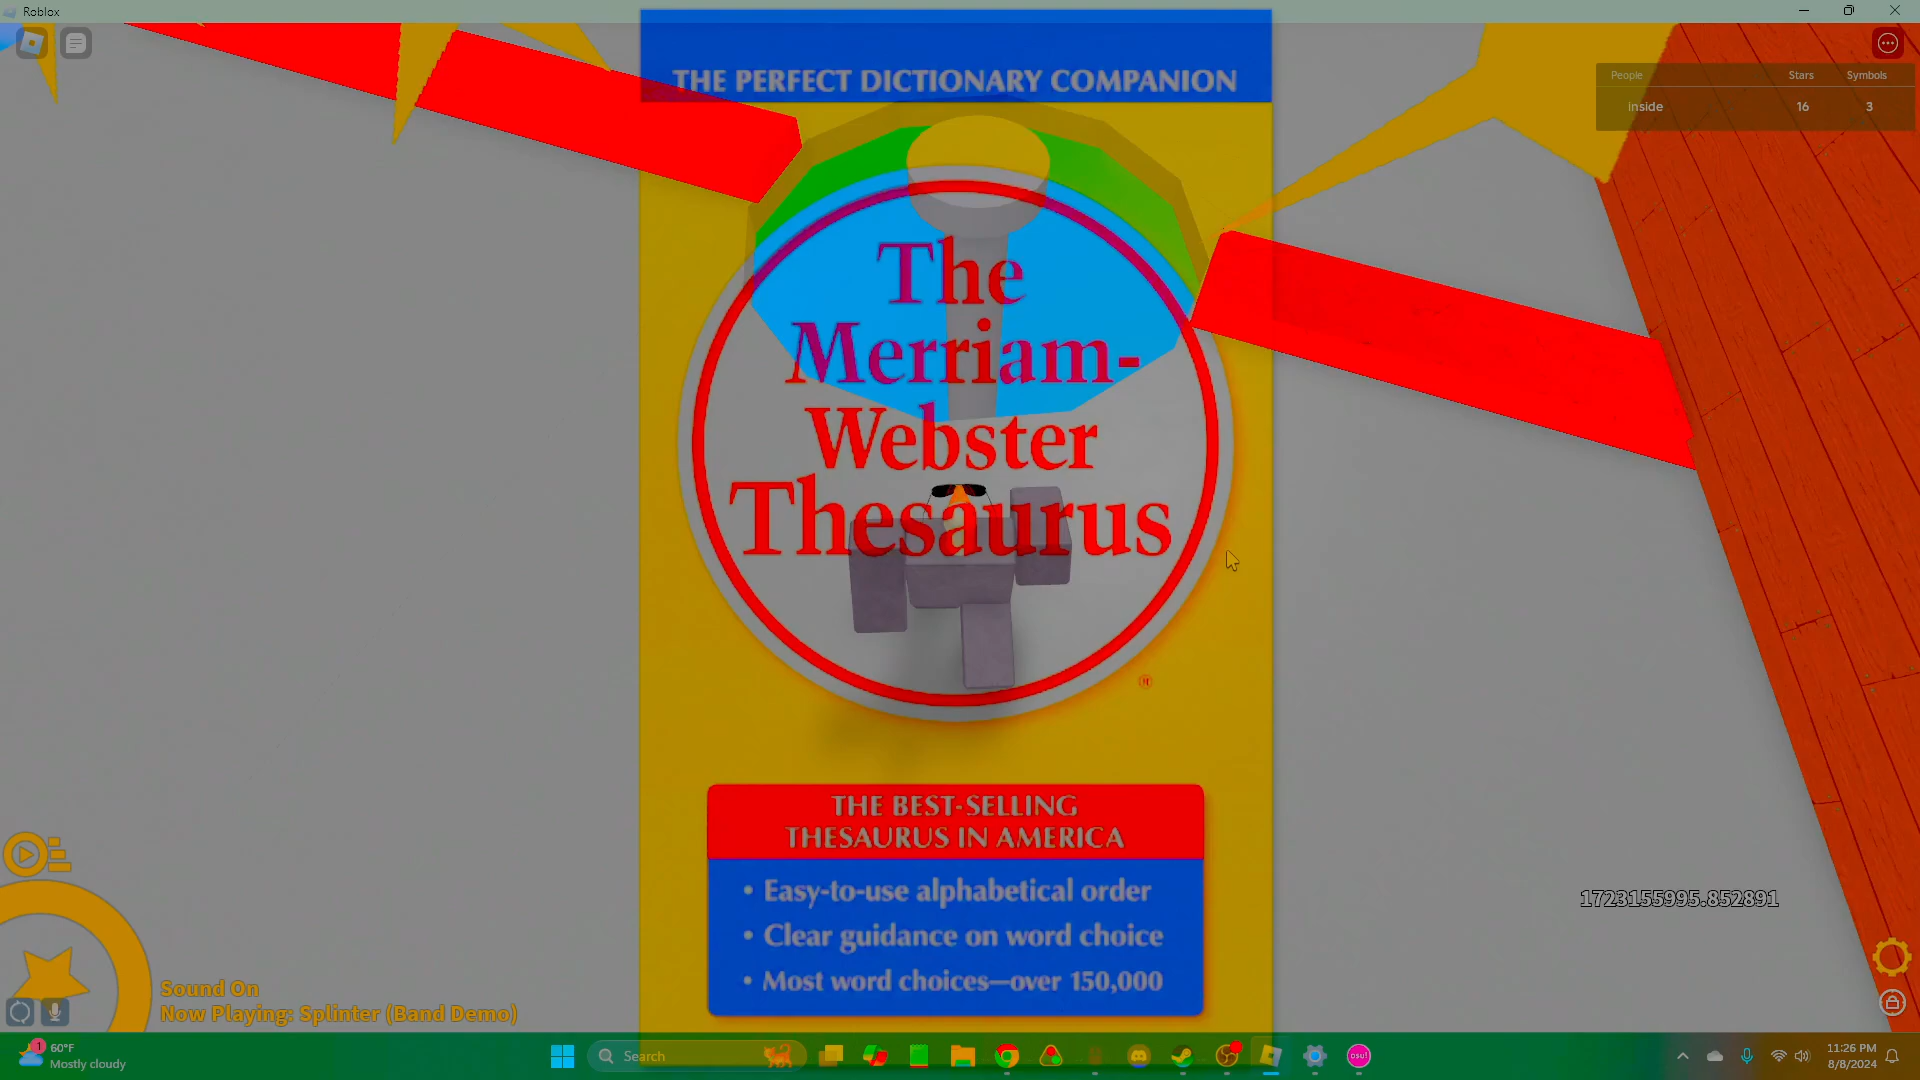 Roblox
THE PERFECT DICTIONARY COMPANION
People Stars Symbols
inside 16 3
The
Merriam-
Webster
Thesaurus
THE BEST-SELLING
THESAURUS IN AMERICA
• Easy-to-use alphabetical order
• Clear guidance on word choice
• Most word choices—over 150,000
1723155995.852891
Sound On
Now Playing: Splinter (Band Demo)
1
60°F
Mostly cloudy
Search
osu!
11:26 PM
8/8/2024